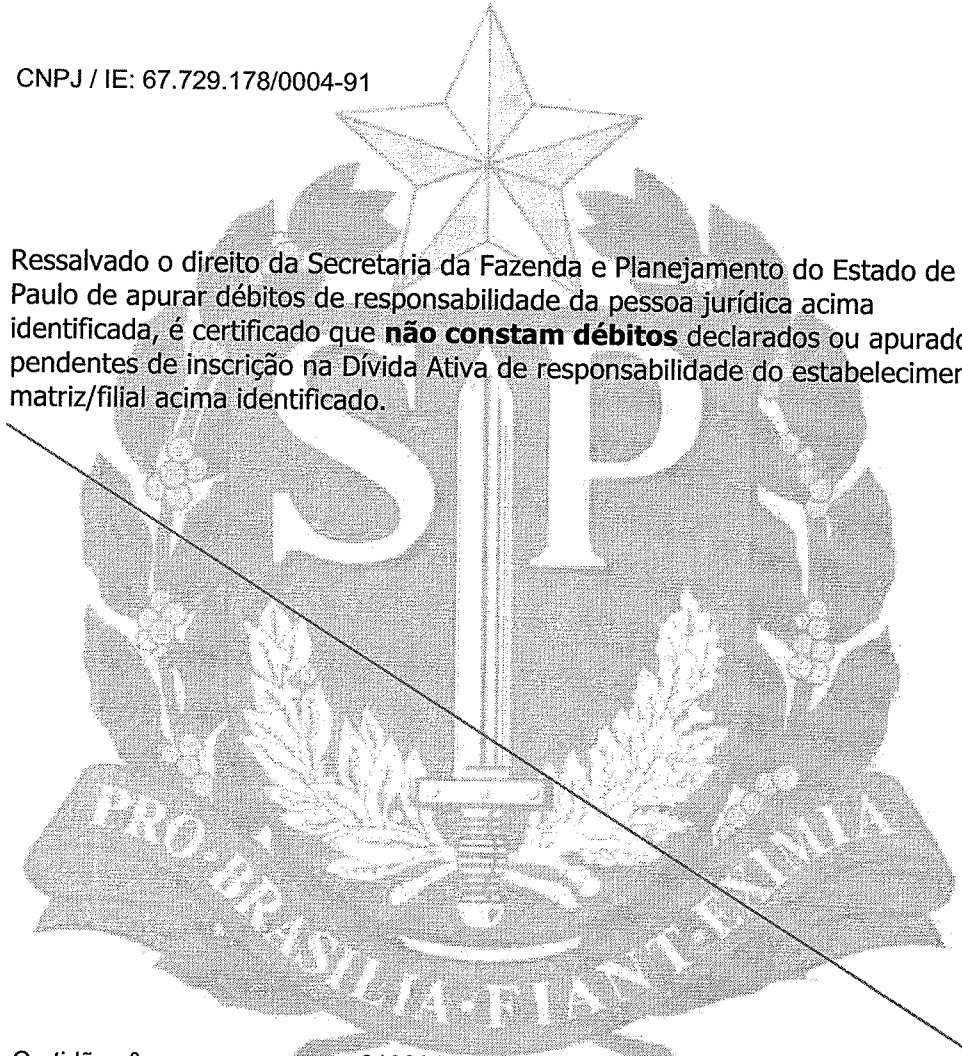 CNPJ / IE: 67.729.178/0004-91
Ressalvado o direito da Secretaria da Fazenda e Planejamento do Estado de
Paulo de apurar débitos de responsabilidade da pessoa jurídica acima
identificada, é certificado que não constam débitos declarados ou apurado
pendentes de inscrição na Dívida Ativa de responsabilidade do estabelecimen
matriz/filial acima identificado.
SP
PRO·BRASILIA·FIANT·EXIMIA